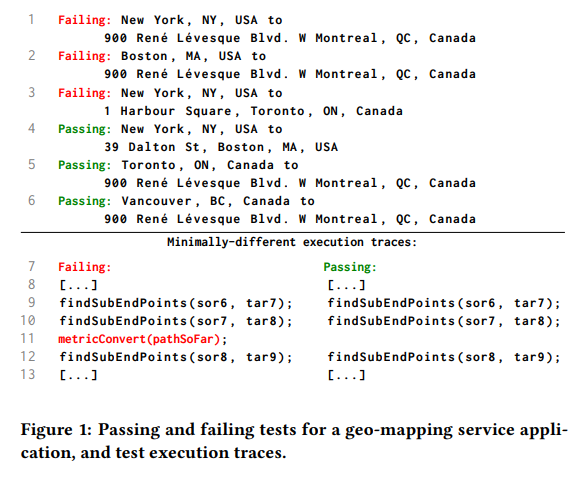 1 Failing: New York, NY, USA to
900 René Lévesque Blvd. W Montreal, QC, Canada
2 Failing: Boston, MA, USA to
900 René Lévesque Blvd. W Montreal, QC, Canada
3 Failing: New York, NY, USA to
1 Harbour Square, Toronto, ON, Canada
4 Passing: New York, NY, USA to
39 Dalton St, Boston, MA, USA
5 Passing: Toronto, ON, Canada to
900 René Lévesque Blvd. W Montreal, QC, Canada
6 Passing: Vancouver, BC, Canada to
900 René Lévesque Blvd. W Montreal, QC, Canada
Minimally-different execution traces:
7 Failing: Passing:
8 [...] [...]
9 findSubEndPoints(sor6, tar7); findSubEndPoints(sor6, tar7);
10 findSubEndPoints(sor7, tar8); findSubEndPoints(sor7, tar8);
11 metricConvert(pathSoFar);
12 findSubEndPoints(sor8, tar9); findSubEndPoints(sor8, tar9);
13 [...] [...]
Figure 1: Passing and failing tests for a geo-mapping service appli-
cation, and test execution traces.